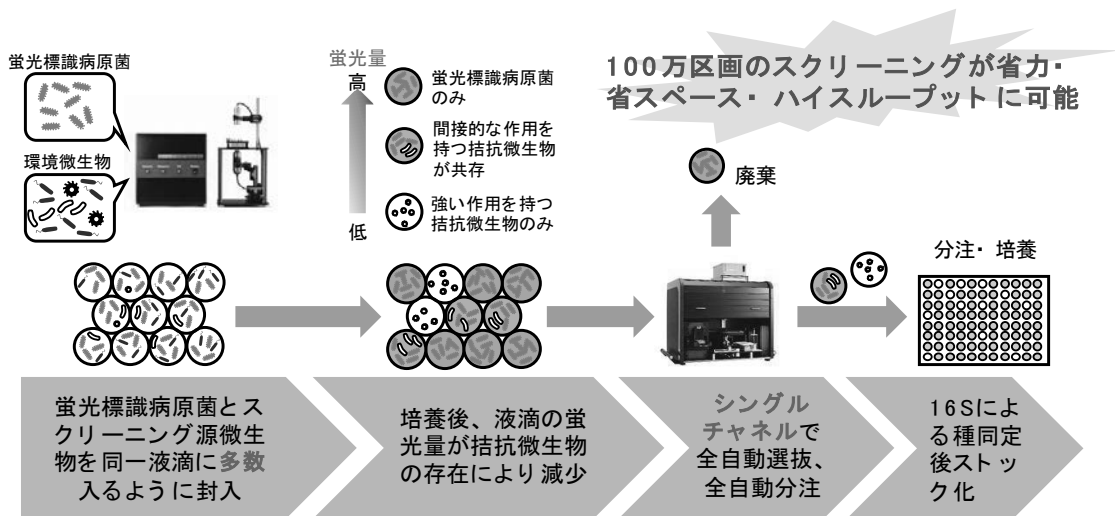 蛍光標識病原菌
環境微生物
蛍光量
高
低
蛍光標識病原菌
のみ
間接的な作用を
持つ拮抗微生物
が共存
強い作用を持つ
拮抗微生物のみ
100万区画のスクリーニングが省力・
省スペース・ハイスループットに可能
廃棄
分注・培養
蛍光標識病原菌とス
クリーニング源微生
物を同一液滴に多数
入るように封入
培養後、液滴の蛍
光量が拮抗微生物
の存在により減少
シングル
チャネルで
全自動選抜、
全自動分注
16Sによ
る種同定
後ストッ
ク化